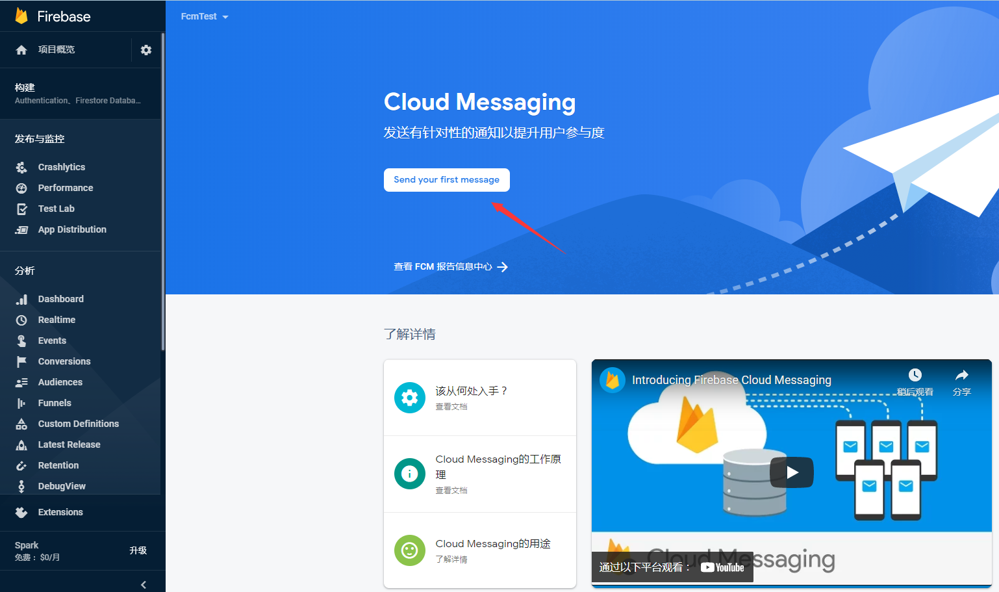 Firebase
项目概览
构建
Authentication、Firestore Databa...
发布与监控
Crashlytics
Performance
Test Lab
App Distribution
分析
Dashboard
Realtime
Events
Conversions
Audiences
Funnels
Custom Definitions
Latest Release
Retention
DebugView
Extensions
Spark
免费： $0/月
升级
FcmTest
Cloud Messaging
发送有针对性的通知以提升用户参与度
Send your first message
查看 FCM 报告信息中心
了解详情
该从何处入手？
查看文档
Cloud Messaging的工作原
理
查看文档
Cloud Messaging的用途
了解详情
Introducing Firebase Cloud Messaging
稍后观看
分享
Cloud Messaging
通过以下平台观看：
YouTube